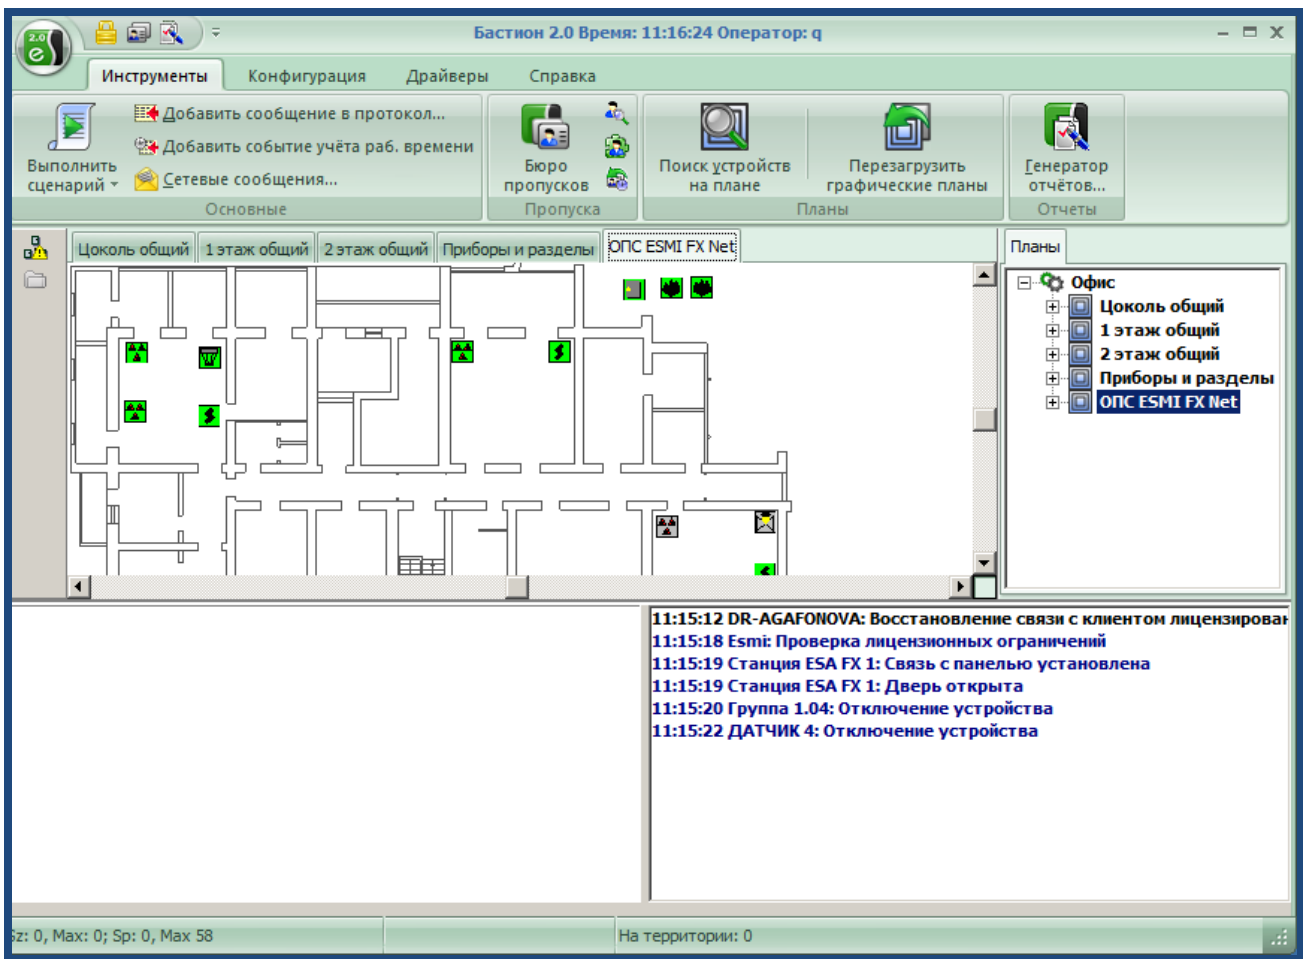 2.0
Бастион 2.0 Время: 11:16:24 Оператор: q
Инструменты
Конфигурация
Драйверы
Справка
Выполнить
сценарий
Добавить сообщение в протокол...
Добавить событие учёта раб. времени
Сетевые сообщения...
Основные
Бюро
пропусков
Пропуска
Поиск устройств
на плане
Перезагрузить
графические планы
Планы
Генератор
отчётов...
Отчеты
Цоколь общий
1 этаж общий
2 этаж общий
Приборы и разделы
ОПС ESMI FX Net
Планы
Офис
Цоколь общий
1 этаж общий
2 этаж общий
Приборы и разделы
ОПС ESMI FX Net
11:15:12 DR-AGAFONOVA: Восстановление связи с клиентом лицензирован
11:15:18 Esmi: Проверка лицензионных ограничений
11:15:19 Станция ESA FX 1: Связь с панелью установлена
11:15:19 Станция ESA FX 1: Дверь открыта
11:15:20 Группа 1.04: Отключение устройства
11:15:22 ДАТЧИК 4: Отключение устройства
Sz: 0, Max: 0; Sp: 0, Max 58
На территории: 0